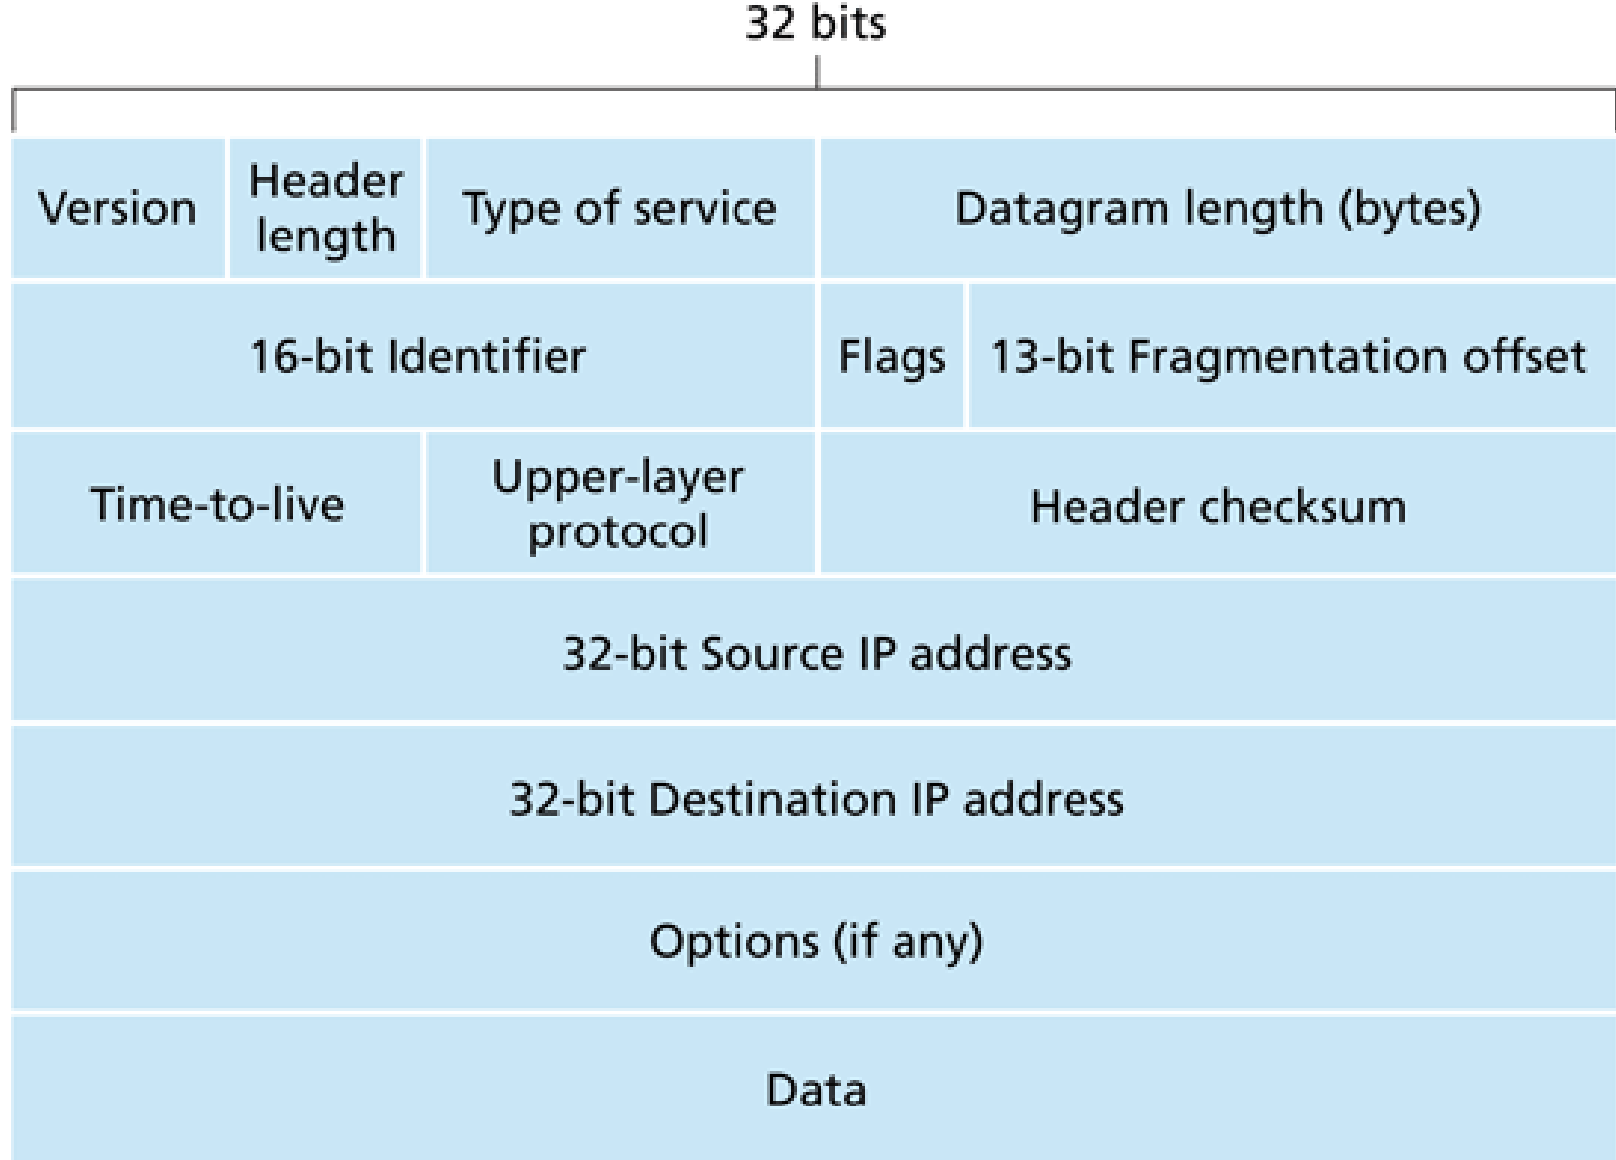 32 bits
Version
Header
length
Type of service
Datagram length (bytes)
16-bit Identifier
Flags
13-bit Fragmentation offset
Time-to-live
Upper-layer
protocol
Header checksum
32-bit Source IP address
32-bit Destination IP address
Options (if any)
Data